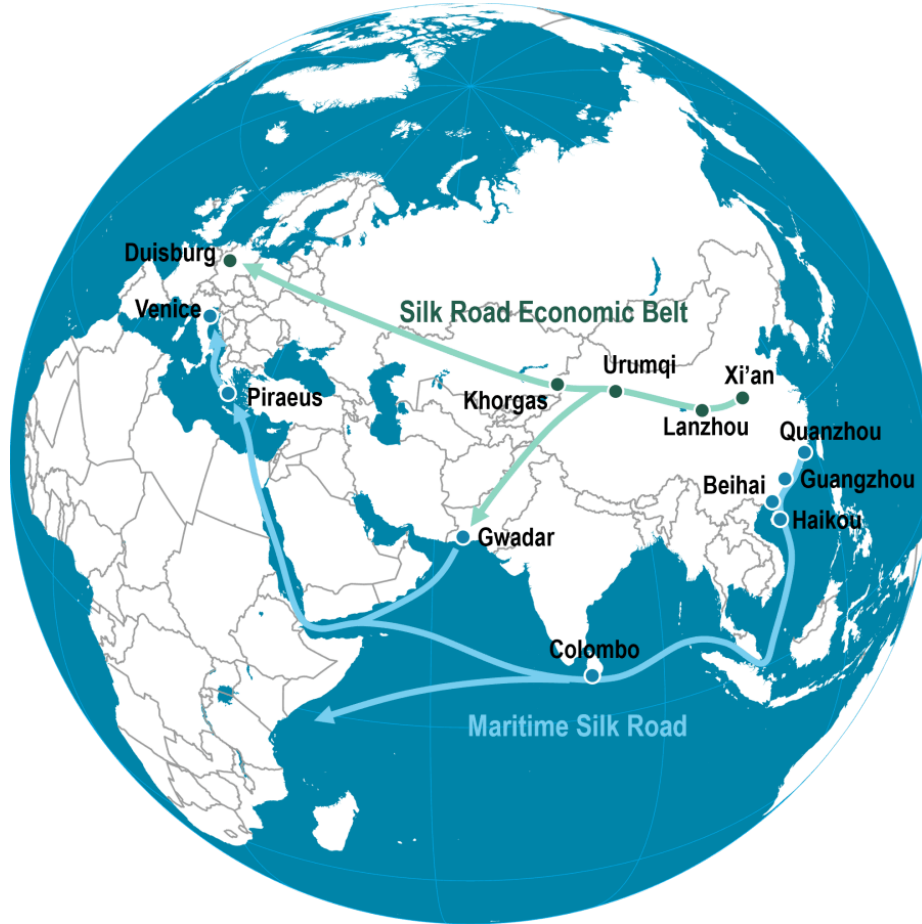 Duisburg
Venice
Silk Road Economic Belt
Urumqi
Xi'an
Khorgas
Piraeus
Lanzhou
Quanzhou
Guangzhou
Beihai
Haikou
Gwadar
Colombo
Maritime Silk Road